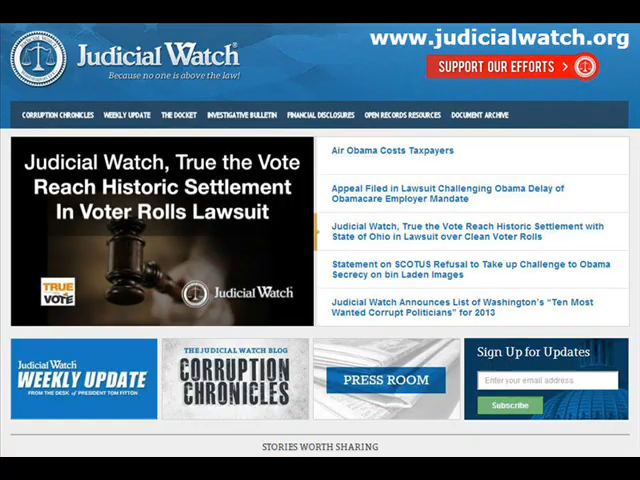 www.judicialwatch.org
Judicial Watch®
Because no one is above the law!
SUPPORT OUR EFFORTS >
CORRUPTION CHRONICLES WEEKLY UPDATE THE DOCKET INVESTIGATIVE BULLETIN FINANCIAL DISCLOSURES OPEN RECORDS RESOURCES DOCUMENT ARCHIVE
Judicial Watch, True the Vote
Reach Historic Settlement
In Voter Rolls Lawsuit
TRUE
the
VOTE
Judicial Watch
Air Obama Costs Taxpayers
Appeal Filed in Lawsuit Challenging Obama Delay of
Obamacare Employer Mandate
Judicial Watch, True the Vote Reach Historic Settlement with
State of Ohio in Lawsuit over Clean Voter Rolls
Statement on SCOTUS Refusal to Take up Challenge to Obama
Secrecy on bin Laden Images
Judicial Watch Announces List of Washington's “Ten Most
Wanted Corrupt Politicians” for 2013
Judicial Watch
WEEKLY UPDATE
FROM THE DESK OF PRESIDENT TOM FITTON
THE JUDICIAL WATCH BLOG
CORRUPTION
CHRONICLES
PRESS ROOM
Sign Up for Updates
Enter your email address
Subscribe
STORIES WORTH SHARING